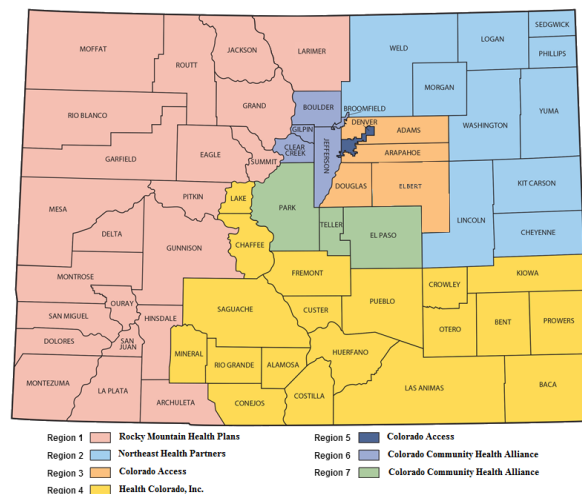 SEDGWICK
LOGAN
JACKSON
LARIMER
WELD
MOFFAT
PHILLIPS
ROUTT
MORGAN
GRAND
BOULDER
BROOMFIELD
YUMA
RIO BLANCO
DENVER
WASHINGTON
GILPIN
ADAMS
CLEAR
CREEK
JEFFERSON
EAGLE
ARAPAHOE
GARFIELD
SUMMIT
KIT CARSON
DOUGLAS
ELBERT
PITKIN
LAKE
PARK
MESA
LINCOLN
TELLER
DELTA
EL PASO
CHEYENNE
CHAFFEE
GUNNISON
FREMONT
KIOWA
MONTROSE
CROWLEY
OURAY
PUEBLO
SAGUACHE
CUSTER
SAN MIGUEL
HINSDALE
BENT
PROWERS
OTERO
DOLORES
SAN
JUAN
HUERFANO
MINERAL
RIO GRANDE
ALAMOSA
MONTEZUMA
LA PLATA
LAS ANIMAS
BACA
COSTILLA
ARCHULETA
CONEJOS
Region 1 Rocky Mountain Health Plans
Region 2 Northeast Health Partners
Region 3 Colorado Access
Region 4 Health Colorado, Inc.
Region 5 Colorado Access
Region 6 Colorado Community Health Alliance
Region 7 Colorado Community Health Alliance